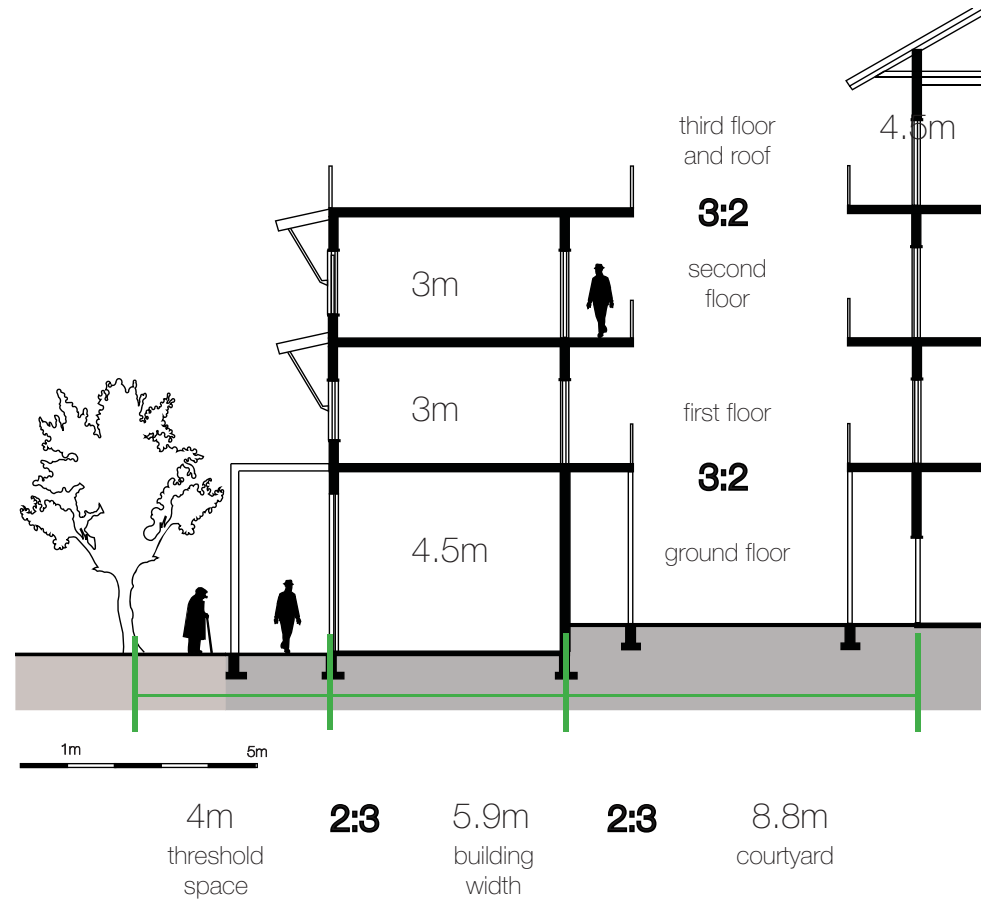 third floor
and roof
4.5m
3:2
second
floor
3m
3m
first floor
3:2
4.5m
ground floor
1m
5m
4m
2:3
5.9m
2:3
8.8m
threshold
space
building
width
courtyard